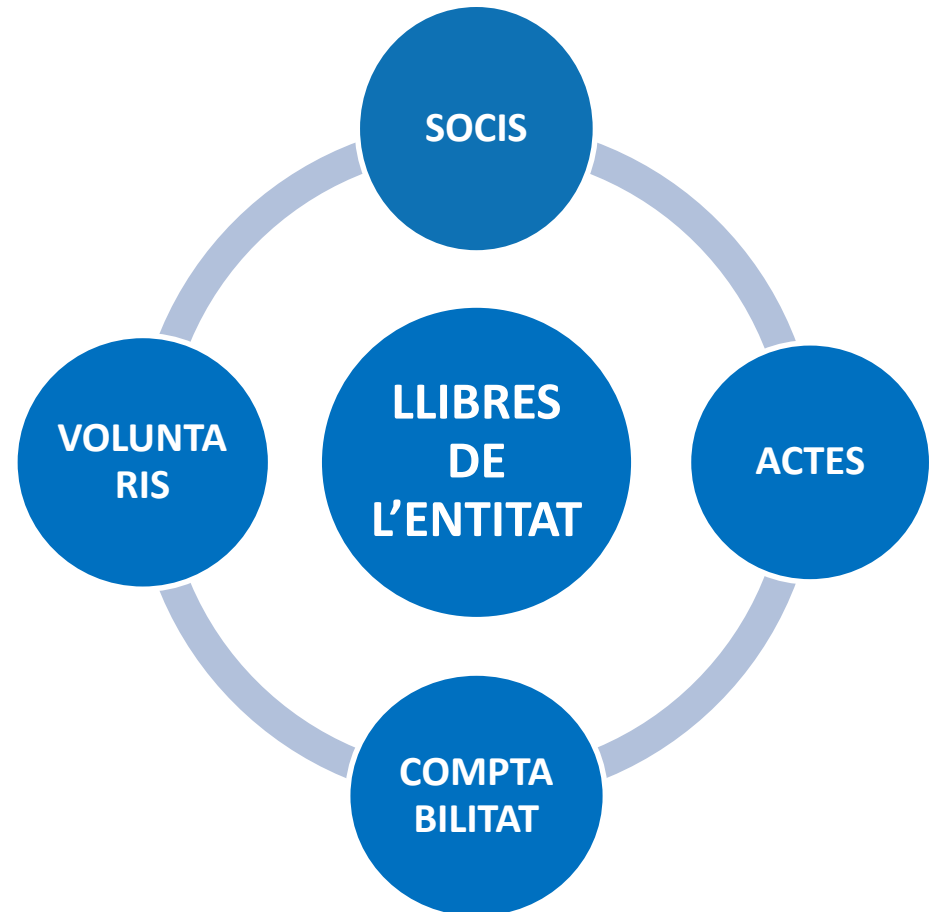 SOCIS
LLIBRES
DE
L’ENTITAT
ACTES
COMPTA
BILITAT
VOLUNTA
RIS